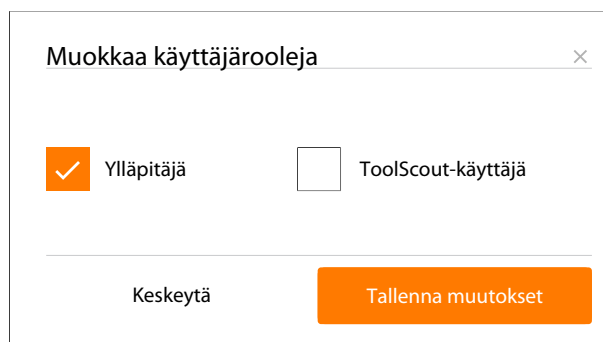 Muokkaa käyttäjärooleja
Ylläpitäjä
ToolScout-käyttäjä
Keskeytä
Tallenna muutokset